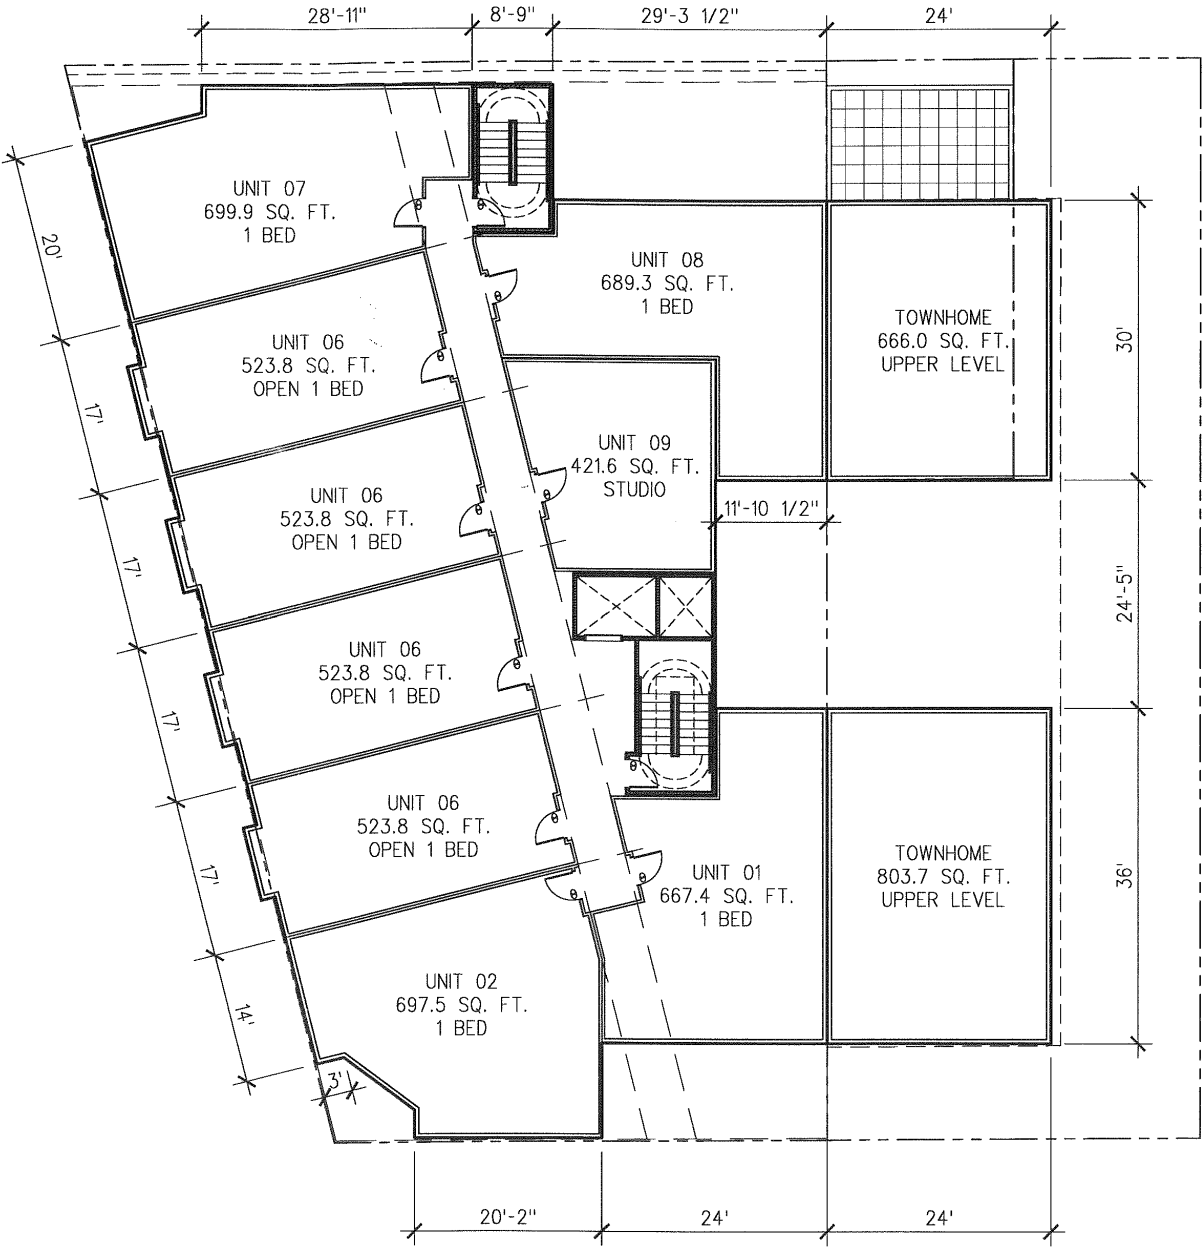 28'-11"
8'-9"
29'-3 1/2"
24'
20'
UNIT 07
699.9 SQ. FT.
1 BED
UNIT 08
689.3 SQ. FT.
1 BED
TOWNHOME
666.0 SQ. FT.
UPPER LEVEL
30'
UNIT 06
523.8 SQ. FT.
OPEN 1 BED
17'
UNIT 09
421.6 SQ. FT.
STUDIO
UNIT 06
523.8 SQ. FT.
OPEN 1 BED
11'-10 1/2"
17'
24'-5"
UNIT 06
523.8 SQ. FT.
OPEN 1 BED
17'
UNIT 06
523.8 SQ. FT.
OPEN 1 BED
17'
UNIT 01
667.4 SQ. FT.
1 BED
TOWNHOME
803.7 SQ. FT.
UPPER LEVEL
36'
UNIT 02
697.5 SQ. FT.
1 BED
14'
3'
20'-2"
24'
24'